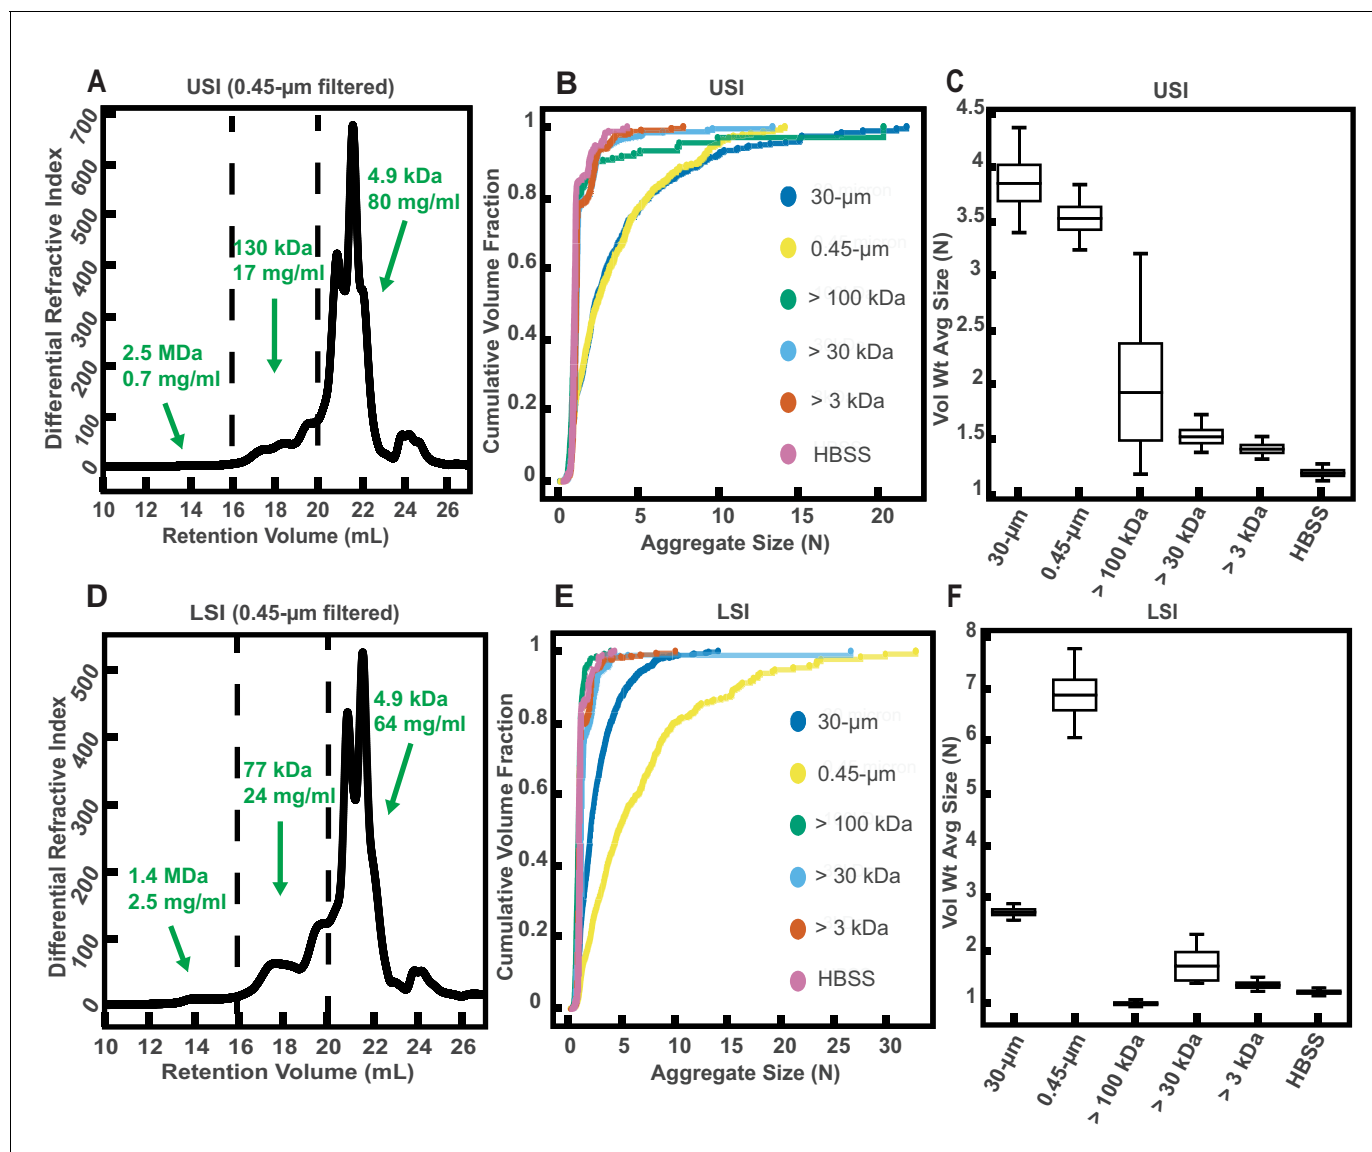 A
USI (0.45-µm filtered)
Differential Refractive Index
700
600
500
400
300
200
100
0
4.9 kDa
80 mg/ml
130 kDa
17 mg/ml
2.5 MDa
0.7 mg/ml
10 12 14 16 18 20 22 24 26
Retention Volume (mL)
B
USI
Cumulative Volume Fraction
1
0.8
0.6
0.4
0.2
0
30-µm
0.45-µm
> 100 kDa
> 30 kDa
> 3 kDa
HBSS
0 5 10 15 20
Aggregate Size (N)
C
USI
Vol Wt Avg Size (N)
4.5
4
3.5
3
2.5
2
1.5
1
30-µm
0.45-µm
> 100 kDa
> 30 kDa
> 3 kDa
HBSS
D
LSI (0.45-µm filtered)
Differential Refractive Index
500
400
300
200
100
0
4.9 kDa
64 mg/ml
77 kDa
24 mg/ml
1.4 MDa
2.5 mg/ml
10 12 14 16 18 20 22 24 26
Retention Volume (mL)
E
LSI
Cumulative Volume Fraction
1
0.8
0.6
0.4
0.2
0
30-µm
0.45-µm
> 100 kDa
> 30 kDa
> 3 kDa
HBSS
0 5 10 15 20 25 30
Aggregate Size (N)
F
LSI
Vol Wt Avg Size (N)
8
7
6
5
4
3
2
1
30-µm
0.45-µm
> 100 kDa
> 30 kDa
> 3 kDa
HBSS